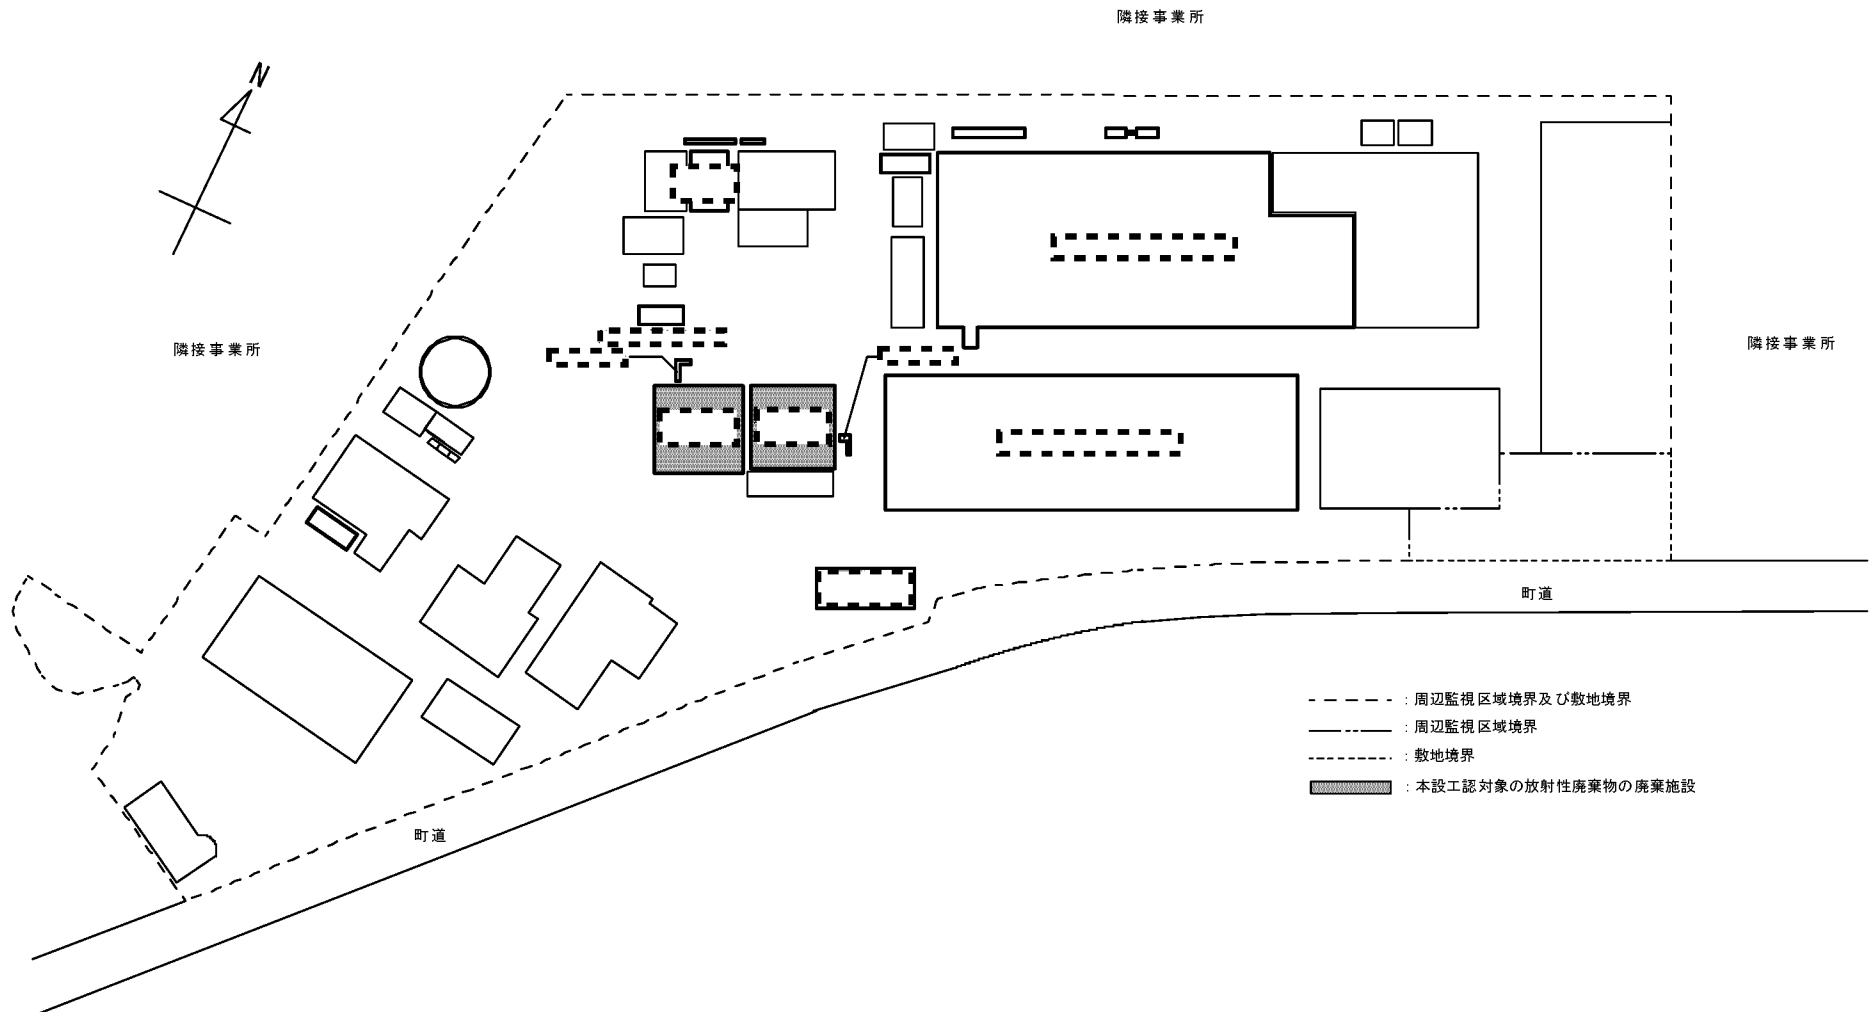 隣接事業所
N
隣接事業所
隣接事業所
町道
: 周辺監視区域境界及び敷地境界
: 周辺監視区域境界
: 敷地境界
: 本設工認対象の放射性廃棄物の廃棄施設
町道